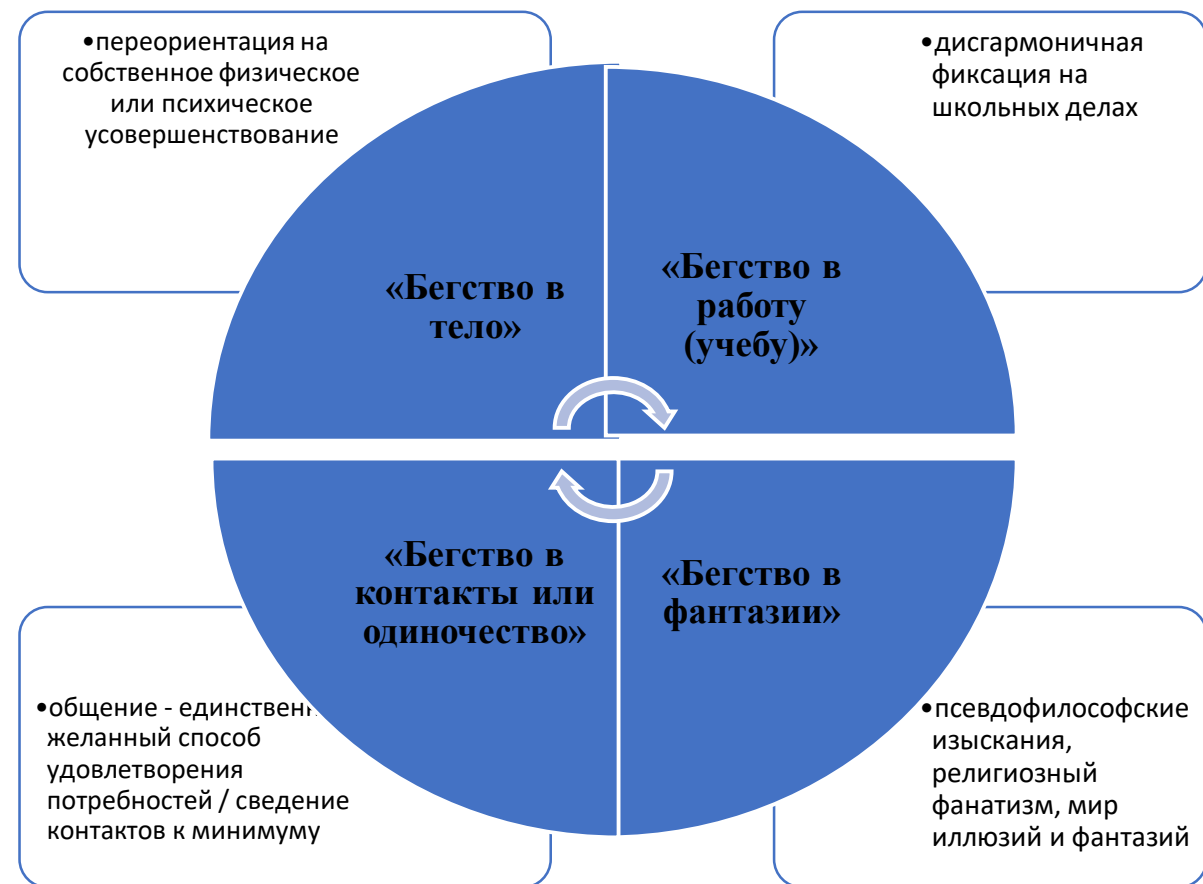 •переориентация на
собственное физическое
или психическое
усовершенствование
•дисгармоничная
фиксация на
школьных делах
«Бегство в
тело»
«Бегство в
работу
(учебу)»
«Бегство в
контакты или
одиночество»
«Бегство в
фантазии»
•общение - 
желанный способ
удовлетворения
потребностей / сведение
контактов к минимуму
•псевдофилософские
изыскания,
религиозный
фанатизм, мир
иллюзий и фантазий